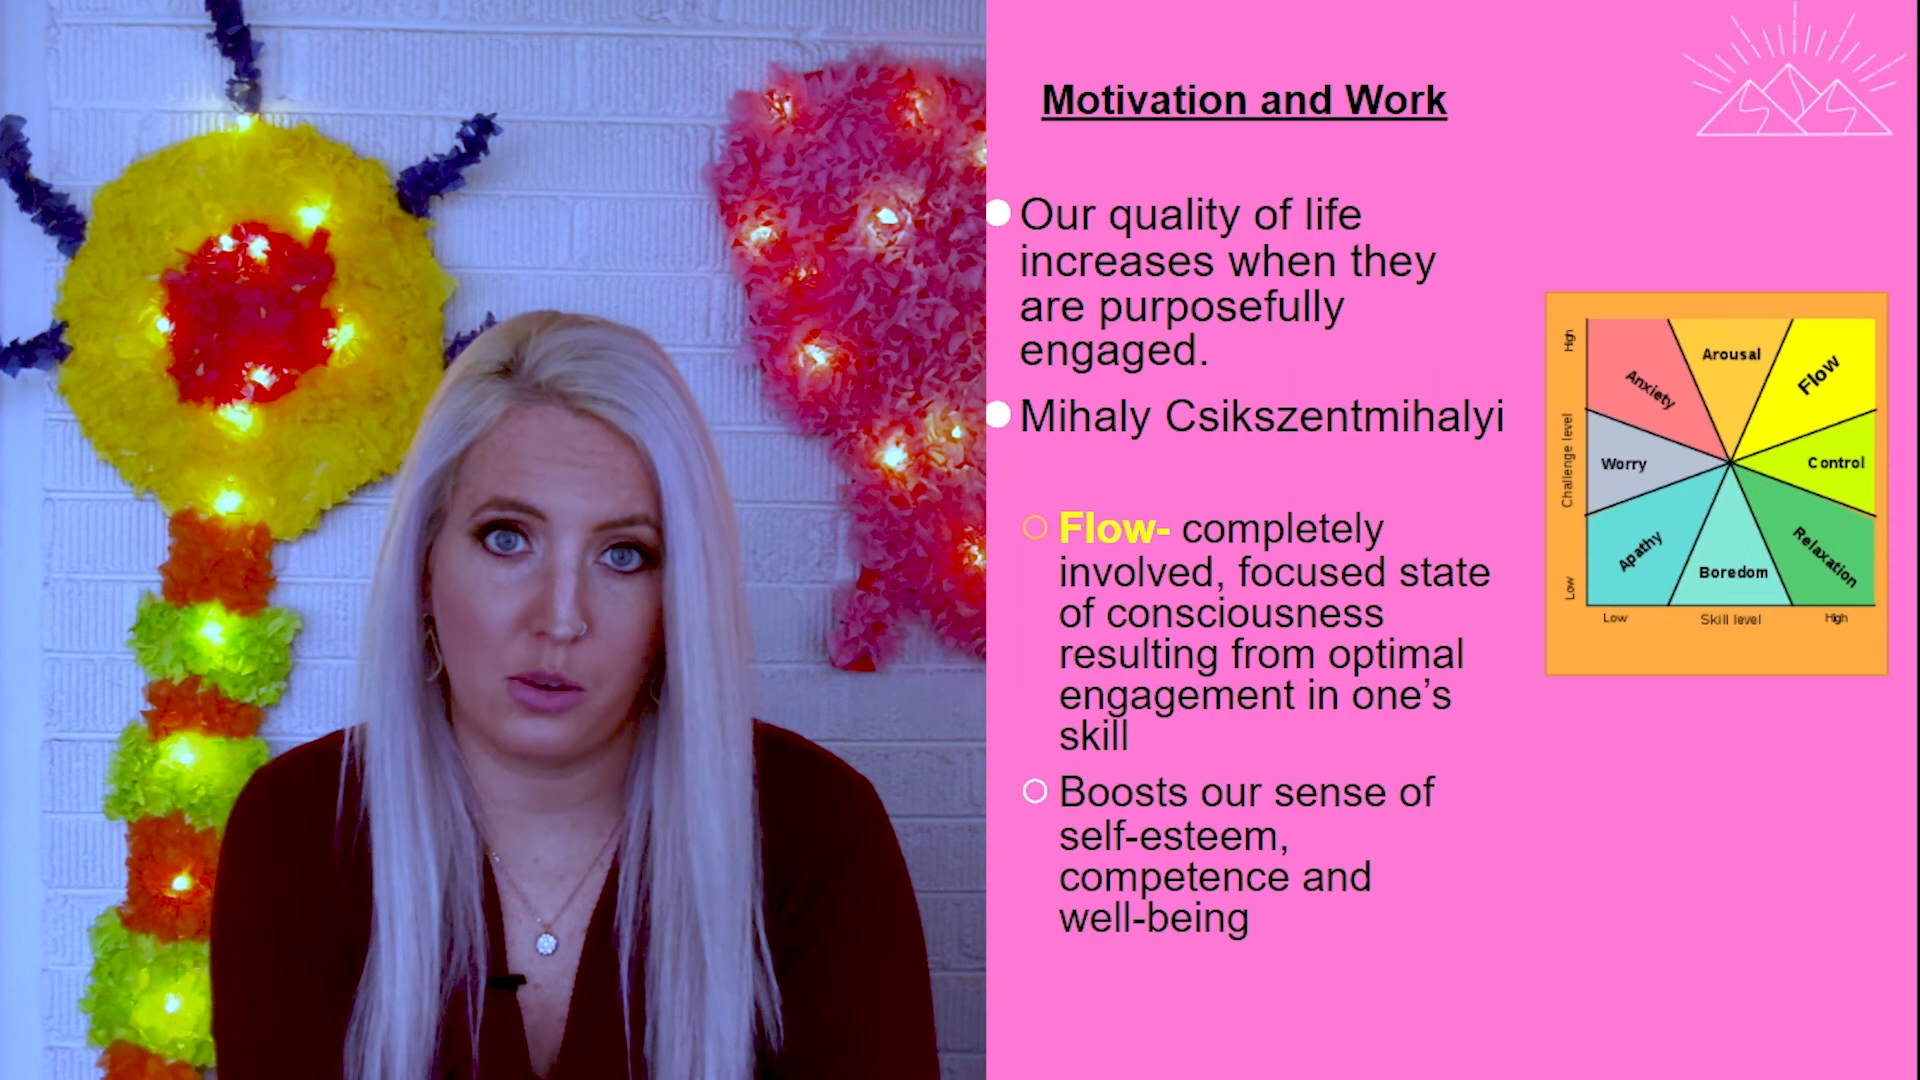 Motivation and Work
Our quality of life
increases when they
are purposefully
engaged.
Mihaly Csikszentmihalyi
Flow- completely
involved, focused state
of consciousness
resulting from optimal
engagement in one’s
skill
Boosts our sense of
self-esteem,
competence and
well-being
High
Challenge level
Low
Anxiety
Arousal
Flow
Worry
Control
Apathy
Boredom
Relaxation
Low
Skill level
High